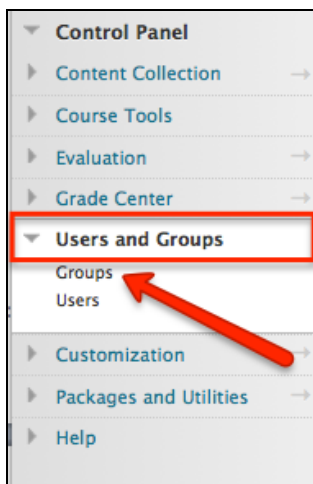 Control Panel
Content Collection
Course Tools
Evaluation
Grade Center
Users and Groups
Groups
Users
Customization
Packages and Utilities
Help